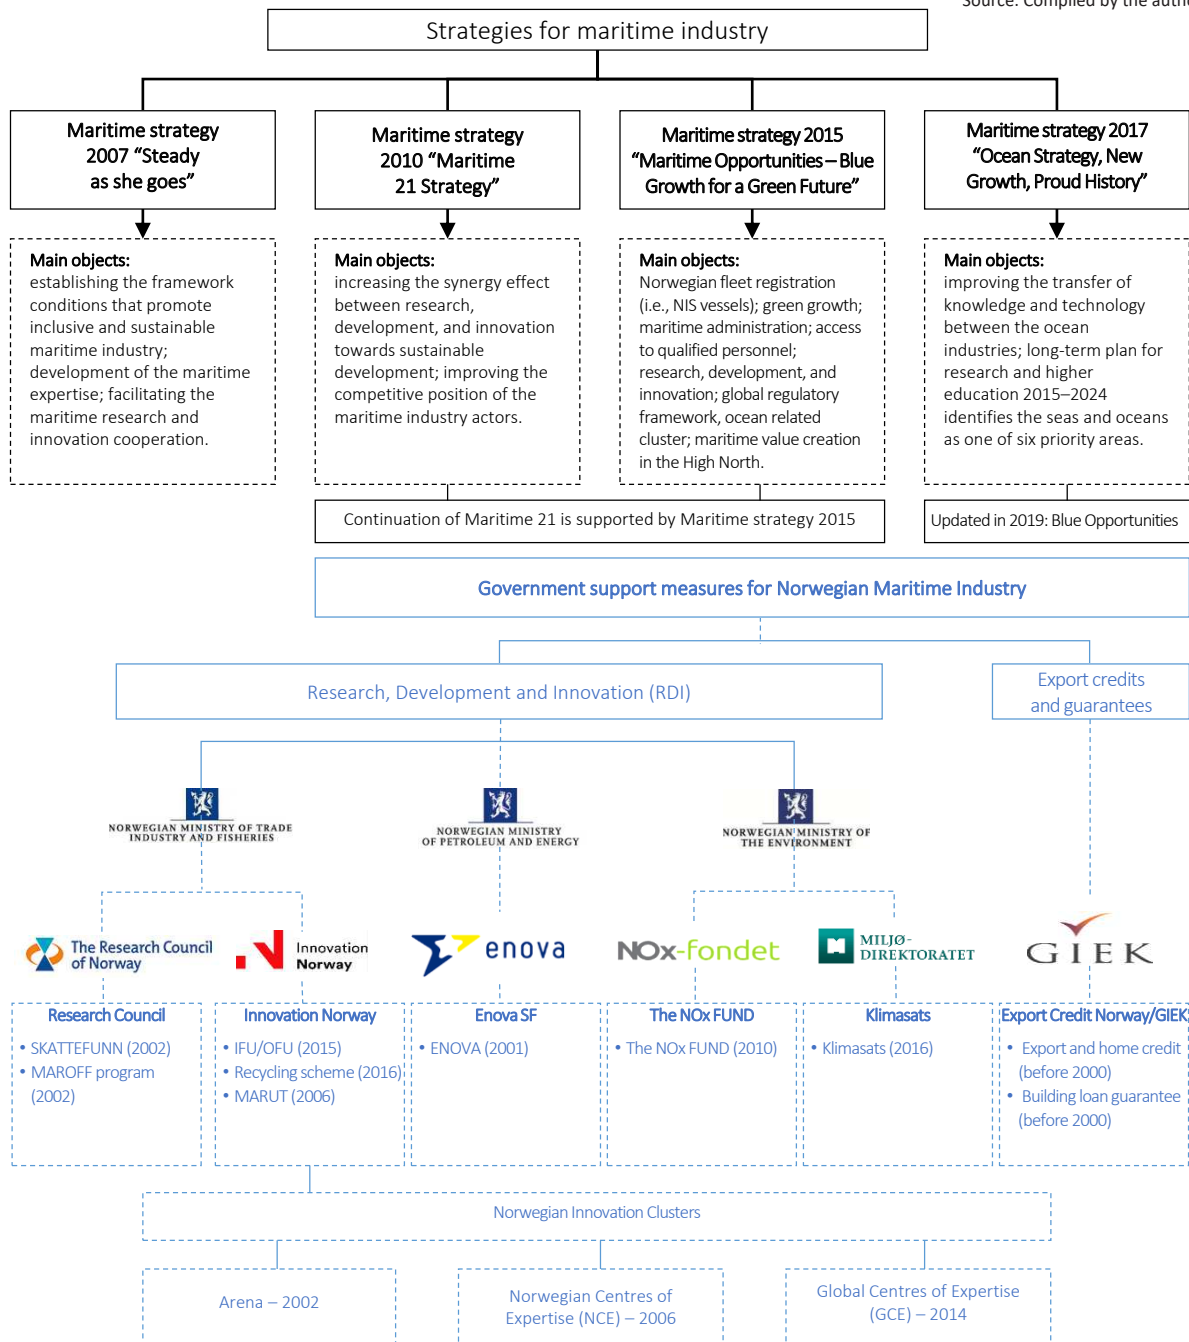 Source: Compiled by the autho
Strategies for maritime industry
Maritime strategy
2007 “Steady
as she goes”
Maritime strategy
2010 “Maritime
21 Strategy”
Maritime strategy 2015
“Maritime Opportunities – Blue
Growth for a Green Future”
Maritime strategy 2017
“Ocean Strategy, New
Growth, Proud History”
Main objects:
establishing the framework
conditions that promote
inclusive and sustainable
maritime industry;
development of the maritime
expertise; facilitating the
maritime research and
innovation cooperation.
Main objects:
increasing the synergy effect
between research,
development, and innovation
towards sustainable
development; improving the
competitive position of the
maritime industry actors.
Main objects:
Norwegian fleet registration
(i.e., NIS vessels); green growth;
maritime administration; access
to qualified personnel;
research, development, and
innovation; global regulatory
framework, ocean related
cluster; maritime value creation
in the High North.
Main objects:
improving the transfer of
knowledge and technology
between the ocean
industries; long-term plan for
research and higher
education 2015–2024
identifies the seas and oceans
as one of six priority areas.
Continuation of Maritime 21 is supported by Maritime strategy 2015
Updated in 2019: Blue Opportunities
Government support measures for Norwegian Maritime Industry
Research, Development and Innovation (RDI)
Export credits
and guarantees
NORWEGIAN MINISTRY OF TRADE
INDUSTRY AND FISHERIES
NORWEGIAN MINISTRY
OF PETROLEUM AND ENERGY
NORWEGIAN MINISTRY OF
THE ENVIRONMENT
The Research Council
of Norway
Innovation
Norway
enova
NOx-fondet
MILJØ-
DIREKTORATET
GIEK
Research Council
• SKATTEFUNN (2002)
• MAROFF program
(2002)
Innovation Norway
• IFU/OFU (2015)
• Recycling scheme (2016)
• MARUT (2006)
Enova SF
• ENOVA (2001)
The NOx FUND
• The NOx FUND (2010)
Klimasats
• Klimasats (2016)
Export Credit Norway/GIEK
• Export and home credit
(before 2000)
• Building loan guarantee
(before 2000)
Norwegian Innovation Clusters
Arena – 2002
Norwegian Centres of
Expertise (NCE) – 2006
Global Centres of Expertise
(GCE) – 2014